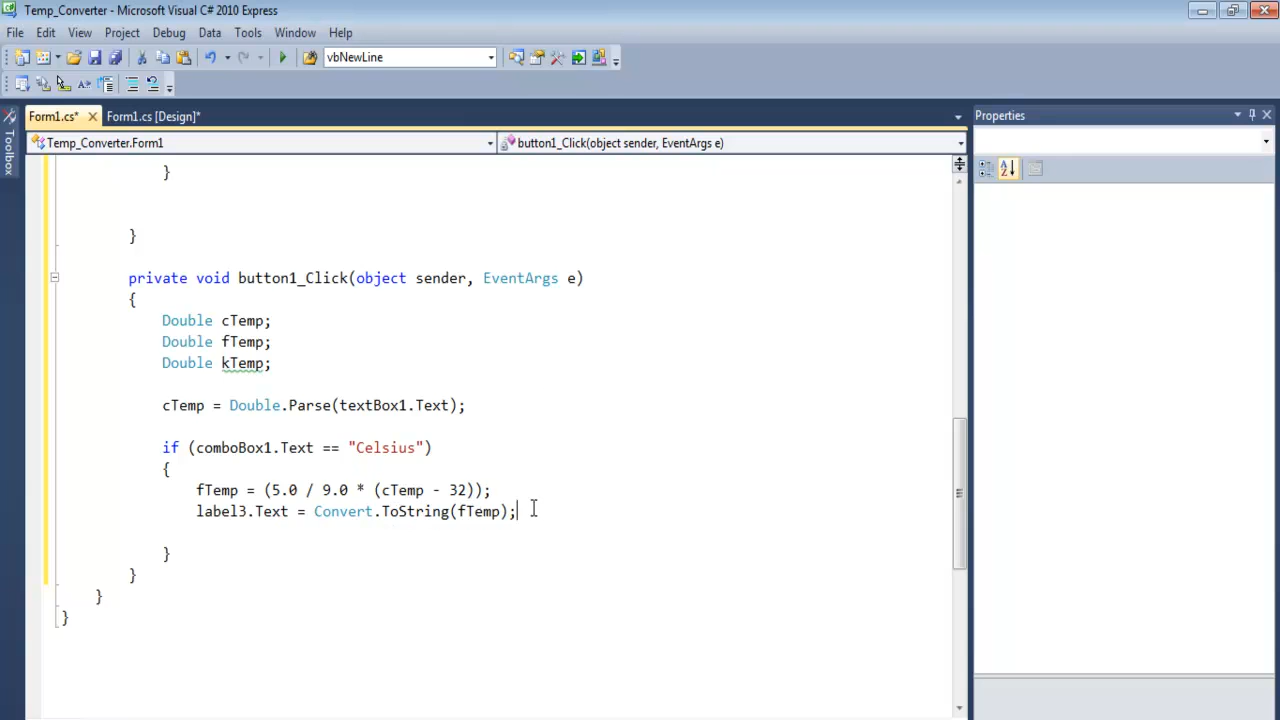 Temp_Converter - Microsoft Visual C# 2010 Express
File Edit View Project Debug Data Tools Window Help
vbNewLine
Form1.cs* Form1.cs [Design]* Properties
Temp_Converter.Form1 button1_Click(object sender, EventArgs e)
Toolbox
}
}
private void button1_Click(object sender, EventArgs e)
{
Double cTemp;
Double fTemp;
Double kTemp;
cTemp = Double.Parse(textBox1.Text);
if (comboBox1.Text == "Celsius")
{
fTemp = (5.0 / 9.0 * (cTemp - 32));
label3.Text = Convert.ToString(fTemp);
}
}
}
}